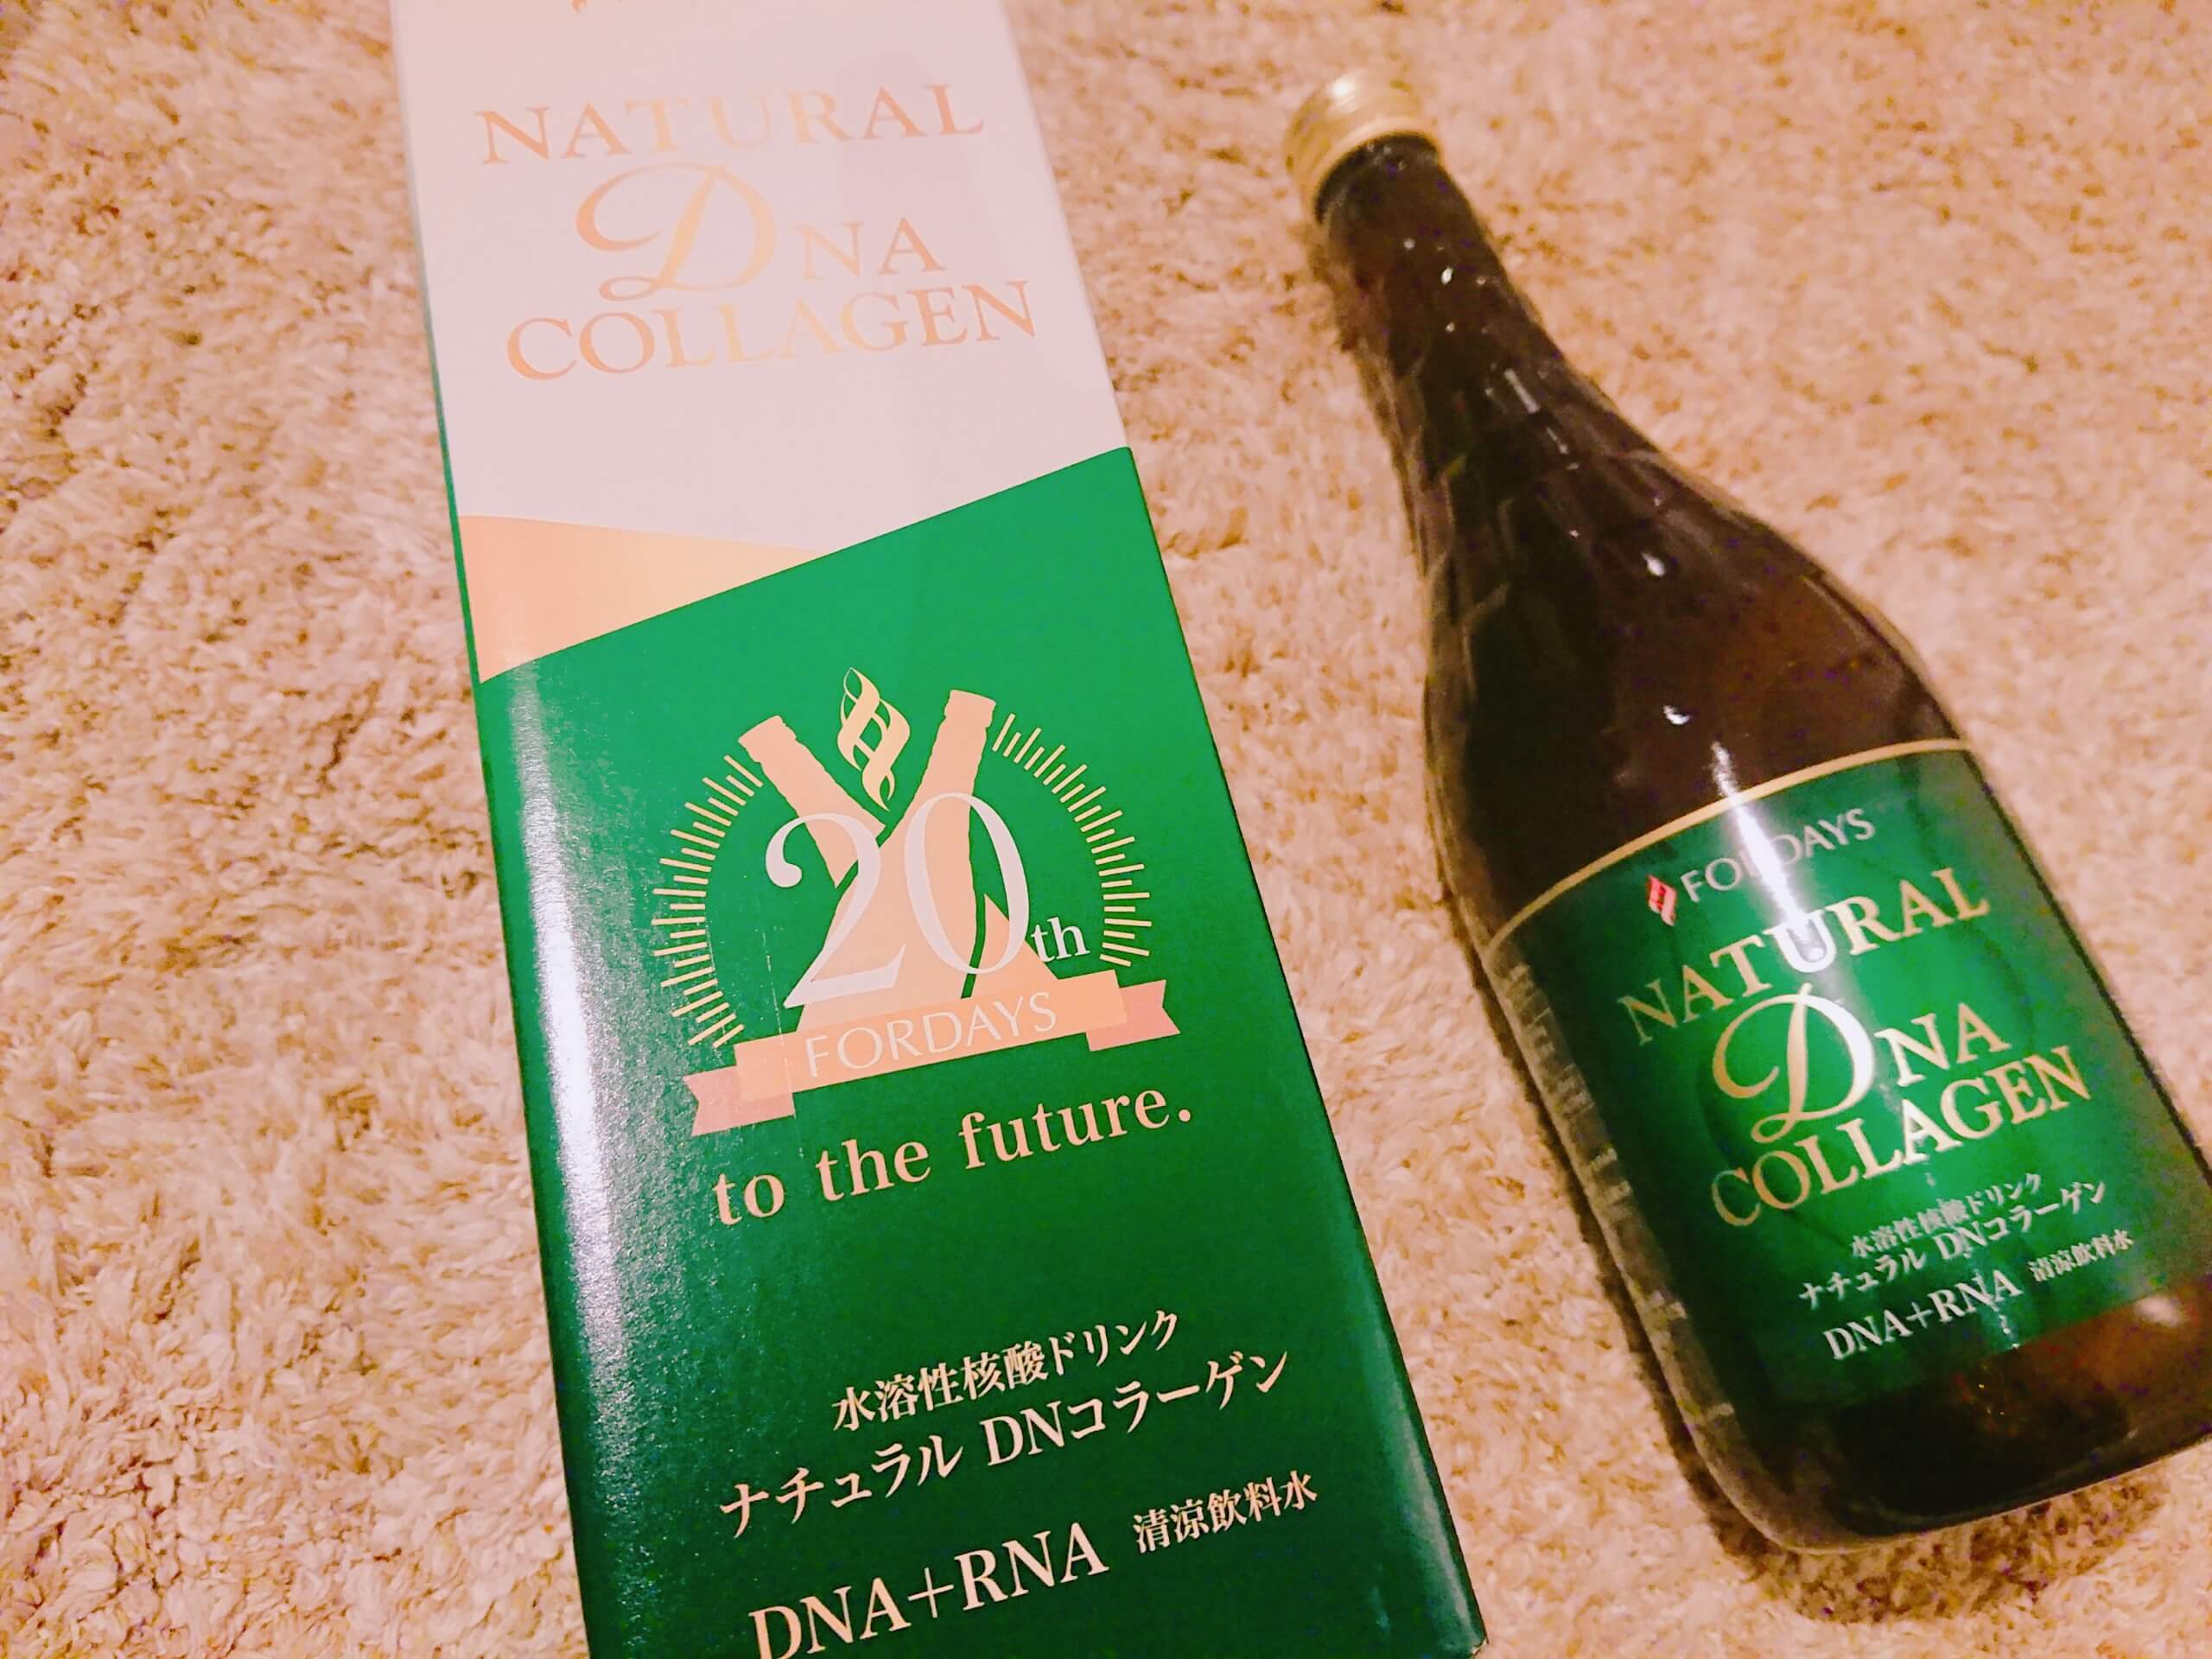 NATURAL
DNA
COLLAGEN
20th
FORDAYS
to the future.
水溶性核酸ドリンク
ナチュラル DNコラーゲン
DNA+RNA 清涼飲料水
FORDAYS
NATURAL
DNA
COLLAGEN
水溶性核酸ドリンク
ナチュラル DNコラーゲン
DNA+RNA 清涼飲料水